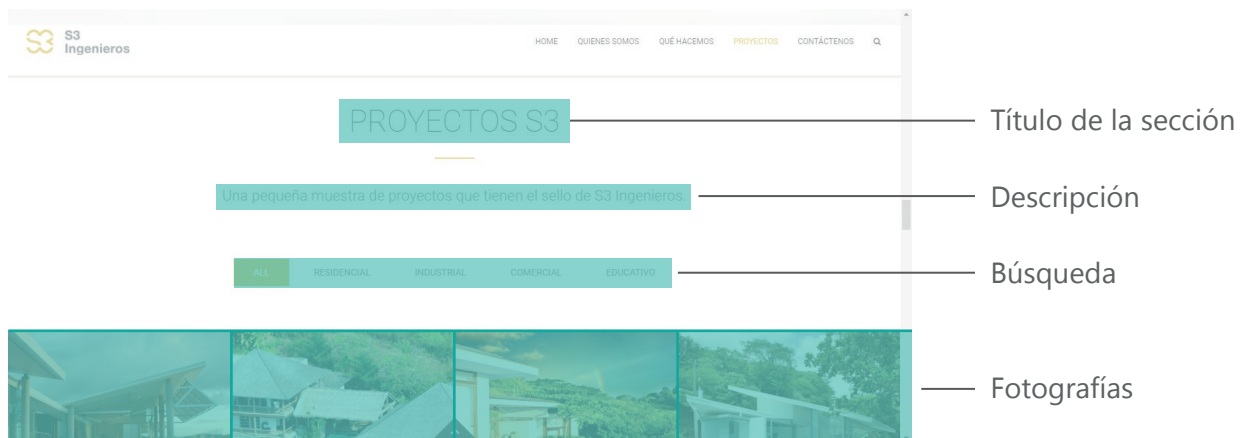 S3
Ingenieros
HOME QUIENES SOMOS QUÉ HACEMOS PROYECTOS CONTÁCTENOS
PROYECTOS S3
Título de la sección
Una pequeña muestra de proyectos que tienen el sello de S3 Ingenieros.
Descripción
ALL RESIDENCIAL INDUSTRIAL COMERCIAL EDUCATIVO
Búsqueda
Fotografías